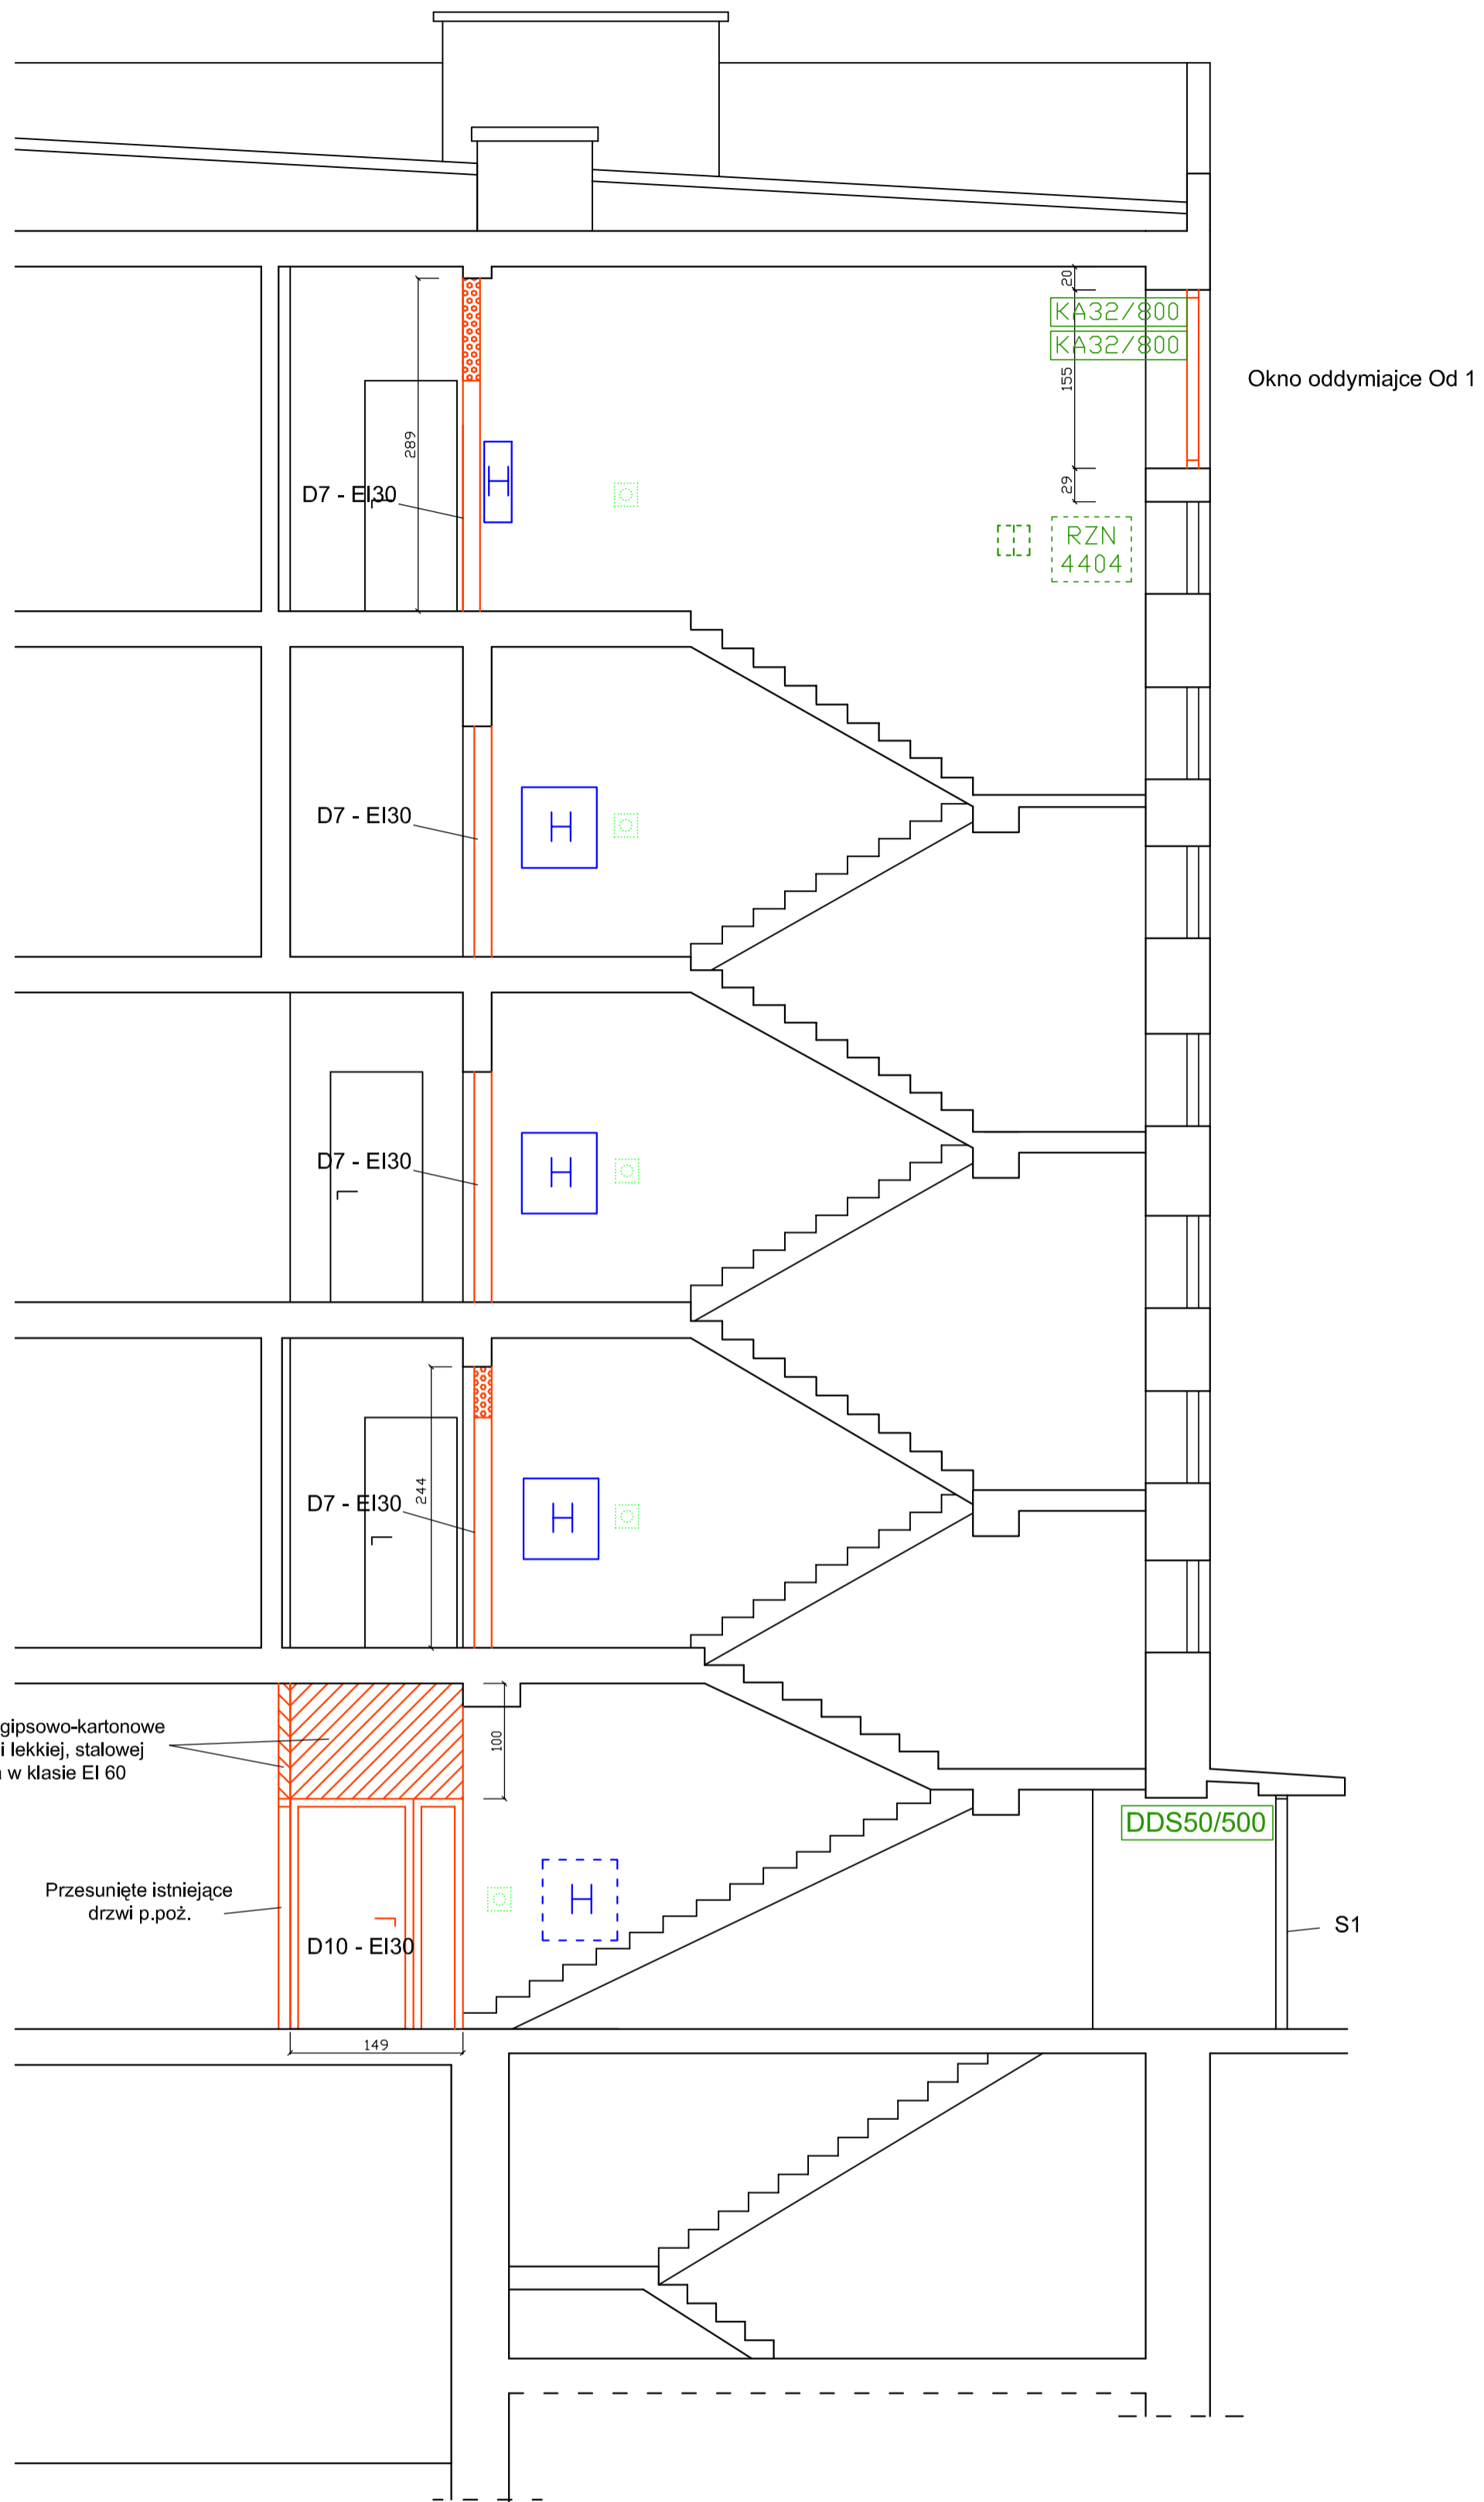 20
KA32/800
KA32/800
155
Okno oddymiajce Od 1
289
D7 - EI30
H
29
RZN
4404
D7 - EI30
H
D7 - EI30
H
244
D7 - EI30
H
gipsowo-kartonowe
i lekkiej, stalowej
w klasie EI 60
100
DDS50/500
Przesunięte istniejące
drzwi p.poż.
H
D10 - EI30
S1
149